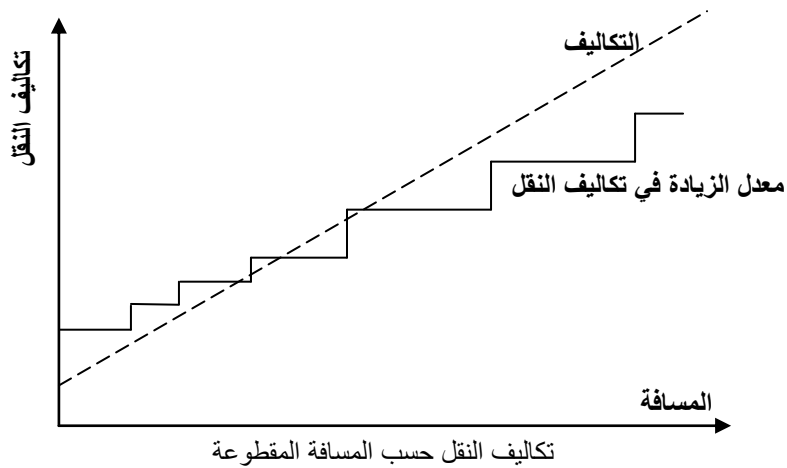 التكاليف
تكاليف النقل
معدل الزيادة في تكاليف النقل
المسافة
تكاليف النقل حسب المسافة المقطوعة